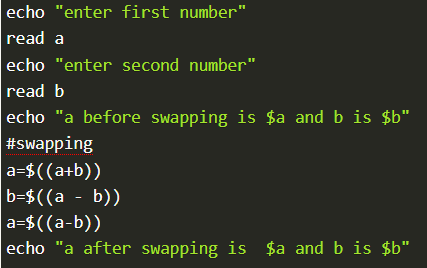 echo "enter first number"
read a
echo "enter second number"
read b
echo "a before swapping is $a and b is $b"
#swapping
a=$((a+b))
b=$((a - b))
a=$((a-b))
echo "a after swapping is  $a and b is $b"